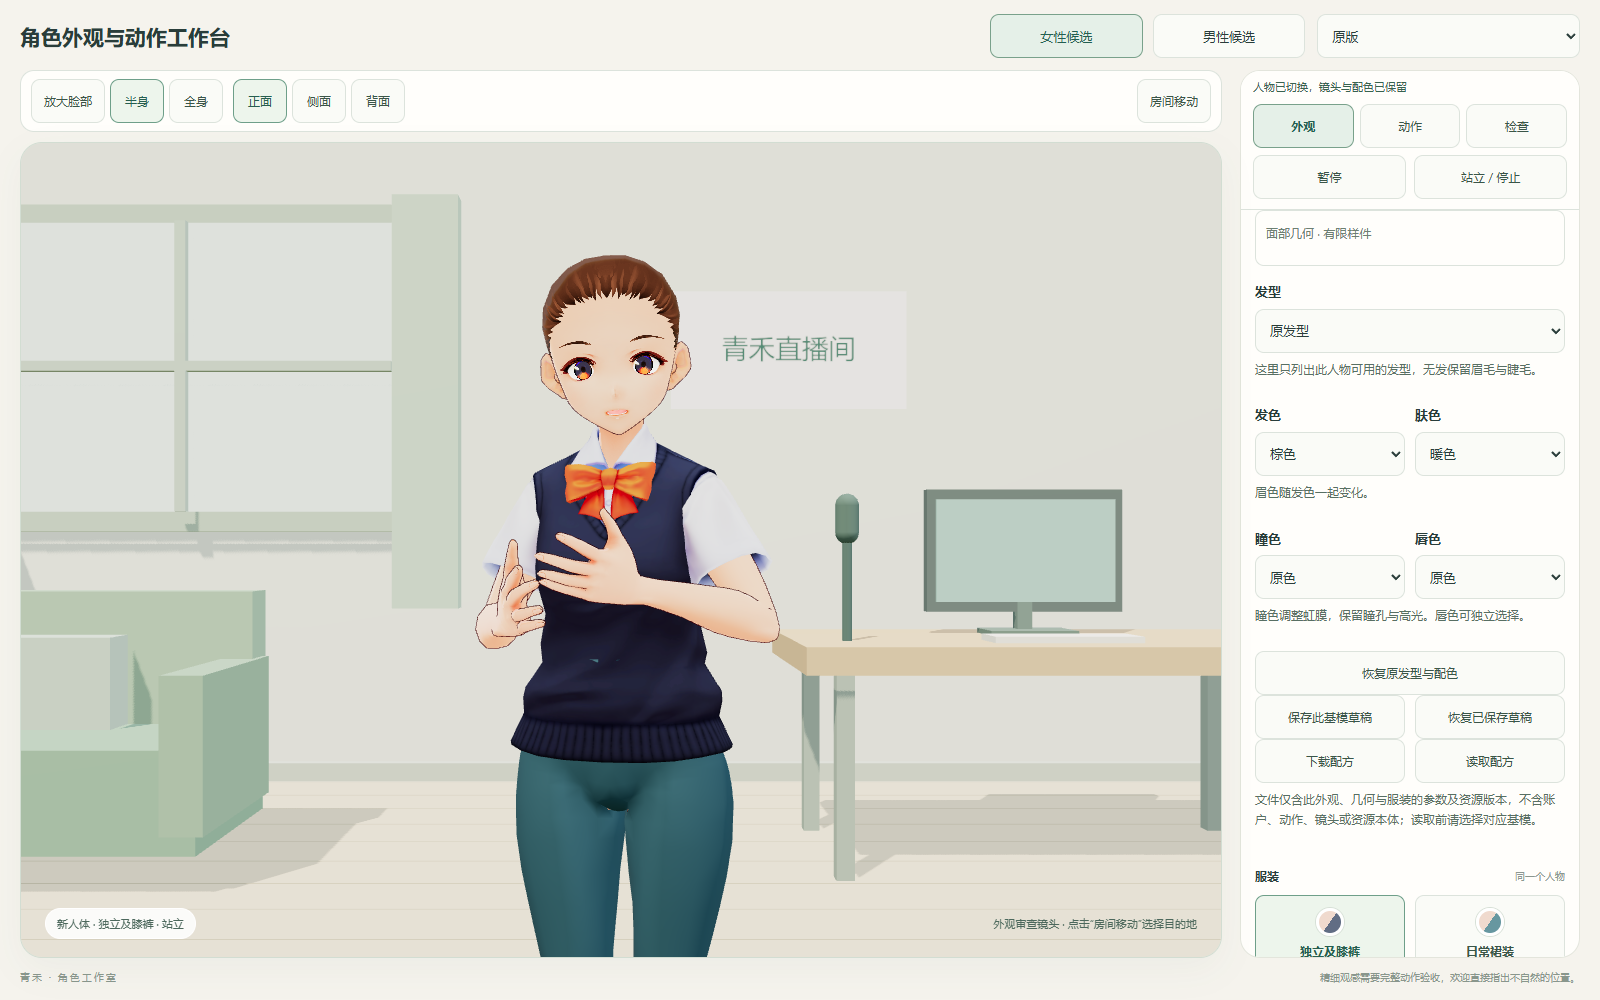 角色外观与动作工作台
女性候选
男性候选
原版
放大脸部
半身
全身
正面
侧面
背面
房间移动
人物已切换，镜头与配色已保留
外观
动作
检查
暂停
站立 / 停止
面部几何 · 有限样件
发型
原发型
这里只列出此人物可用的发型，无发保留眉毛与睫毛。
发色
肤色
棕色
暖色
眉色随发色一起变化。
瞳色
唇色
原色
原色
瞳色调整虹膜，保留瞳孔与高光。唇色可独立选择。
恢复原发型与配色
保存此基模草稿
恢复已保存草稿
下载配方
读取配方
文件仅含此外观、几何与服装的参数及资源版本，不含账
户、动作、镜头或资源本体；读取前请选择对应基模。
服装
同一个人物
独立及膝裤
日常裙装
青禾直播间
新人体 · 独立及膝裤 · 站立
外观审查镜头 · 点击“房间移动”选择目的地
青禾 · 角色工作室
精细观感需要完整动作验收，欢迎直接指出不自然的位置。